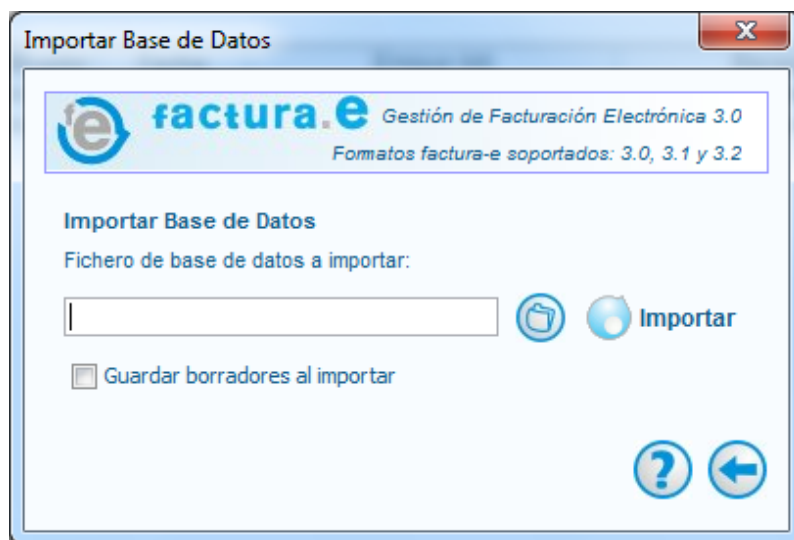 Importar Base de Datos
factura.e Gestión de Facturación Electrónica 3.0
Formatos factura-e soportados: 3.0, 3.1 y 3.2
Importar Base de Datos
Fichero de base de datos a importar:
Importar
Guardar borradores al importar